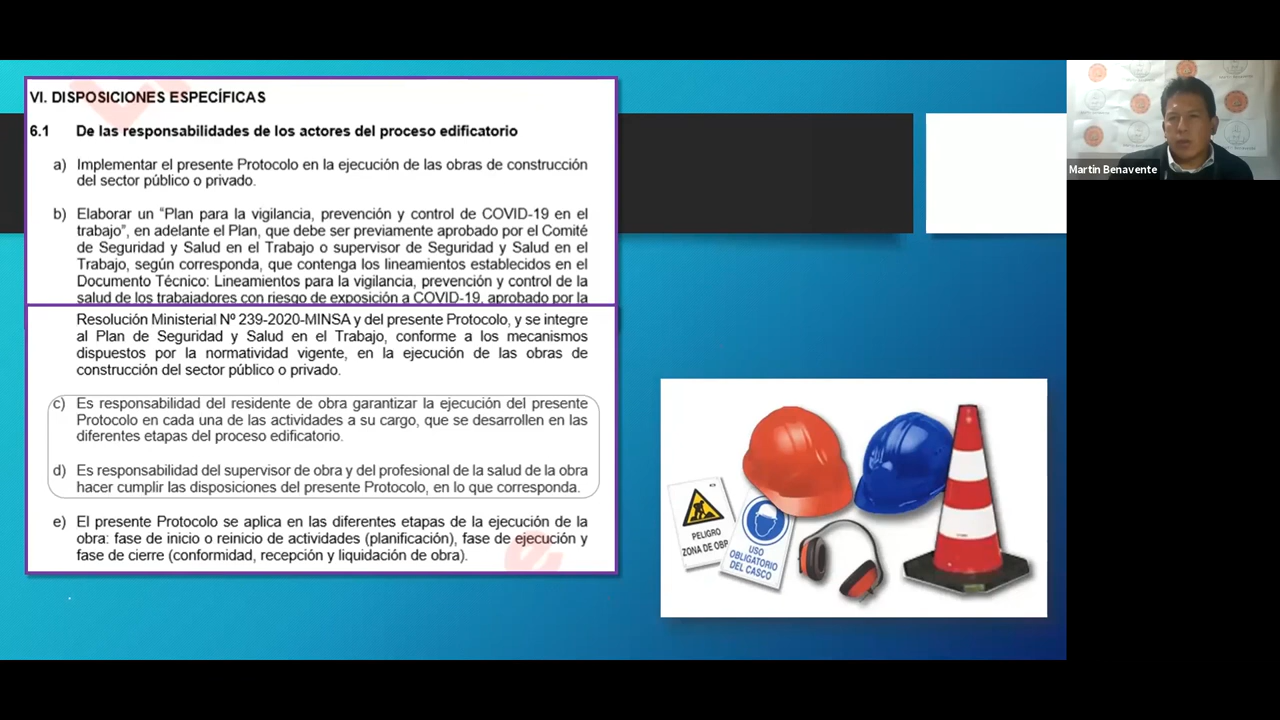 VI. DISPOSICIONES ESPECÍFICAS
6.1 De las responsabilidades de los actores del proceso edificatorio
a) Implementar el presente Protocolo en la ejecución de las obras de construcción
del sector público o privado.
b) Elaborar un “Plan para la vigilancia, prevención y control de COVID-19 en el
trabajo”, en adelante el Plan, que debe ser previamente aprobado por el Comité
de Seguridad y Salud en el Trabajo o supervisor de Seguridad y Salud en el
Trabajo, según corresponda, que contenga los lineamientos establecidos en el
Documento Técnico: Lineamientos para la vigilancia, prevención y control de la
salud de los trabajadores con riesgo de exposición a COVID-19, aprobado por la
Resolución Ministerial Nº 239-2020-MINSA y del presente Protocolo, y se integre
al Plan de Seguridad y Salud en el Trabajo, conforme a los mecanismos
dispuestos por la normatividad vigente, en la ejecución de las obras de
construcción del sector público o privado.
c) Es responsabilidad del residente de obra garantizar la ejecución del presente
Protocolo en cada una de las actividades a su cargo, que se desarrollen en las
diferentes etapas del proceso edificatorio.
d) Es responsabilidad del supervisor de obra y del profesional de la salud de la obra
hacer cumplir las disposiciones del presente Protocolo, en lo que corresponda.
e) El presente Protocolo se aplica en las diferentes etapas de la ejecución de la
obra: fase de inicio o reinicio de actividades (planificación), fase de ejecución y
fase de cierre (conformidad, recepción y liquidación de obra).
PELIGRO
ZONA DE OBR
USO
OBLIGATORIO
DEL CASCO
Martin Benavente